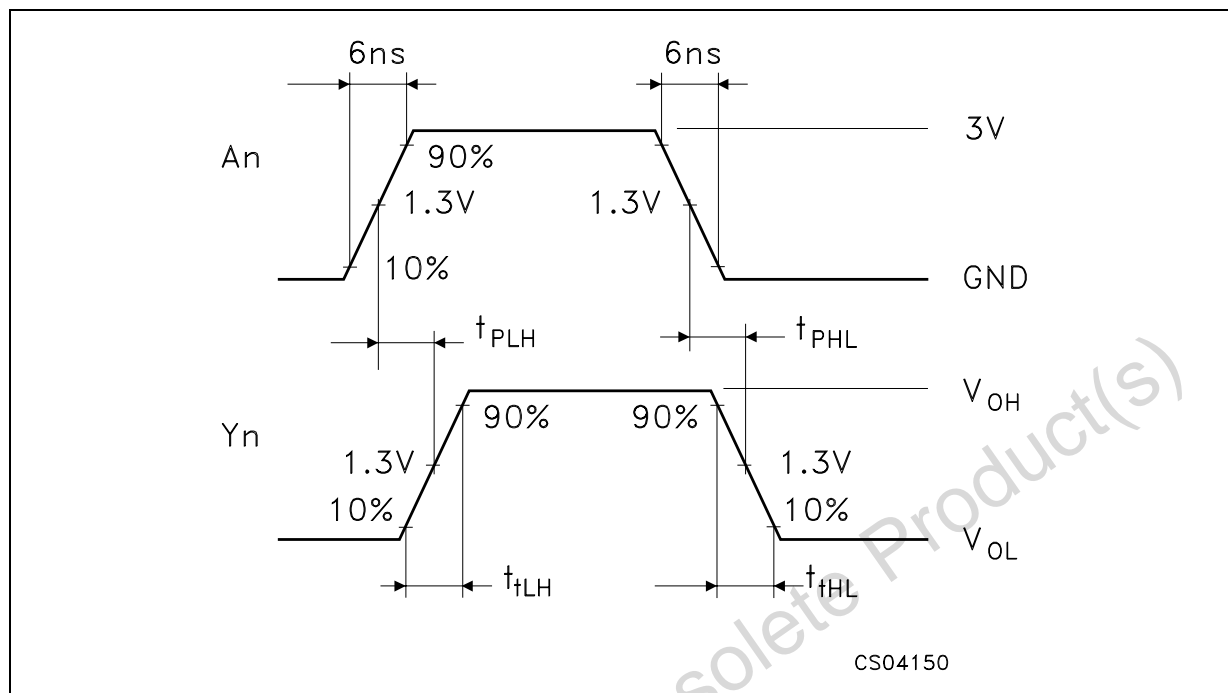 6ns 6ns
3V
An
90%
1.3V 1.3V
10%
GND
tPLH tPHL
VOH
90% 90%
Yn
1.3V 1.3V
10% 10%
VOL
ttLH ttHL
Product(s)
CS04150